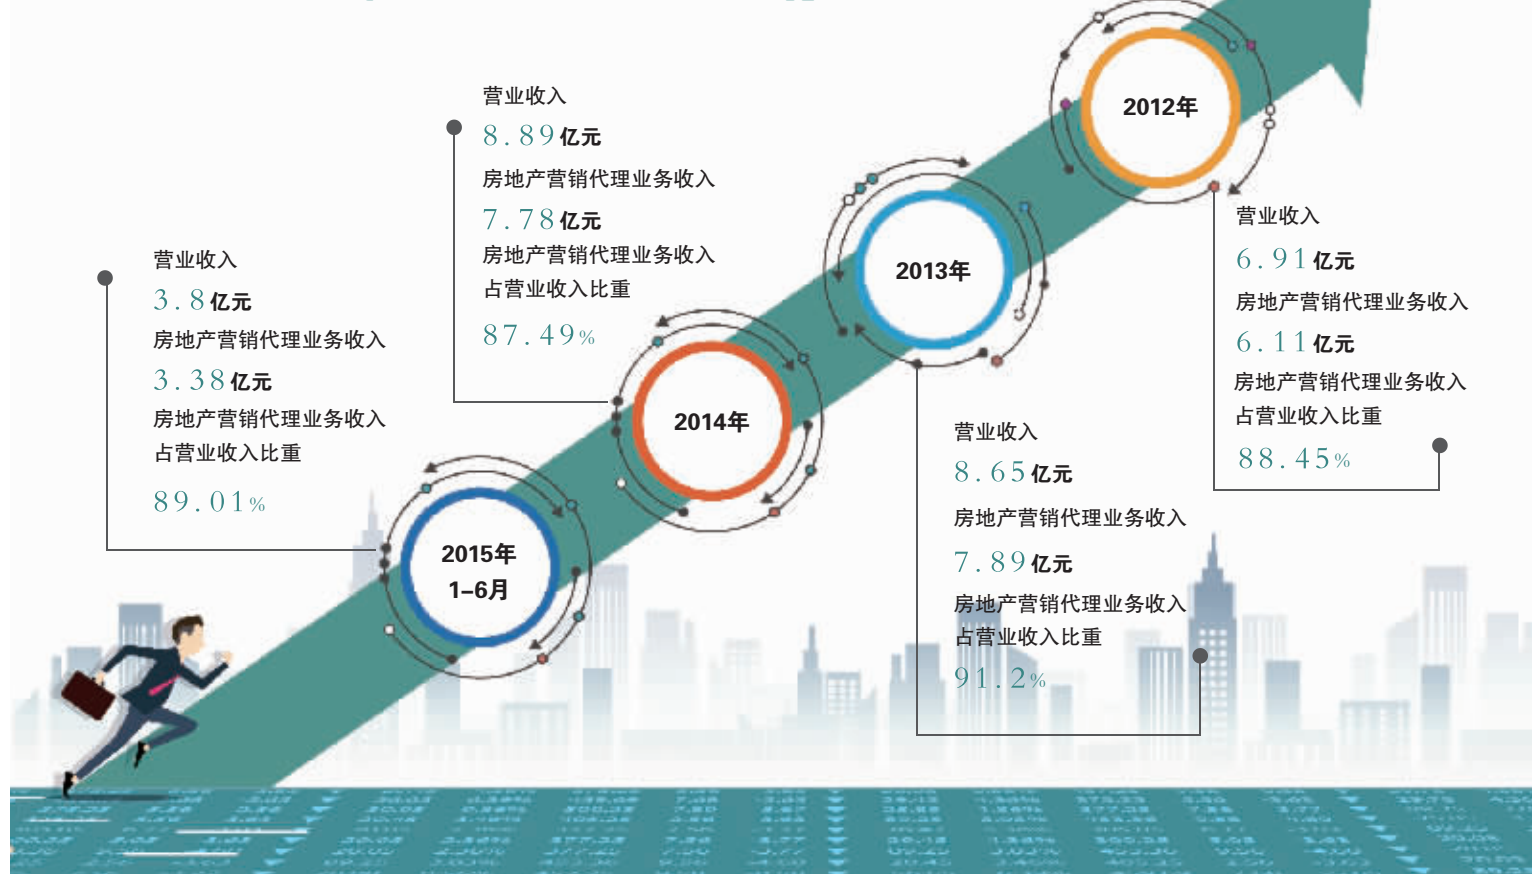 营业收入
3.8亿元
房地产营销代理业务收入
3.38亿元
房地产营销代理业务收入
占营业收入比重
89.01%
2015年
1-6月
营业收入
8.89亿元
房地产营销代理业务收入
7.78亿元
房地产营销代理业务收入
占营业收入比重
87.49%
2014年
2013年
营业收入
8.65亿元
房地产营销代理业务收入
7.89亿元
房地产营销代理业务收入
占营业收入比重
91.2%
2012年
营业收入
6.91亿元
房地产营销代理业务收入
6.11亿元
房地产营销代理业务收入
占营业收入比重
88.45%